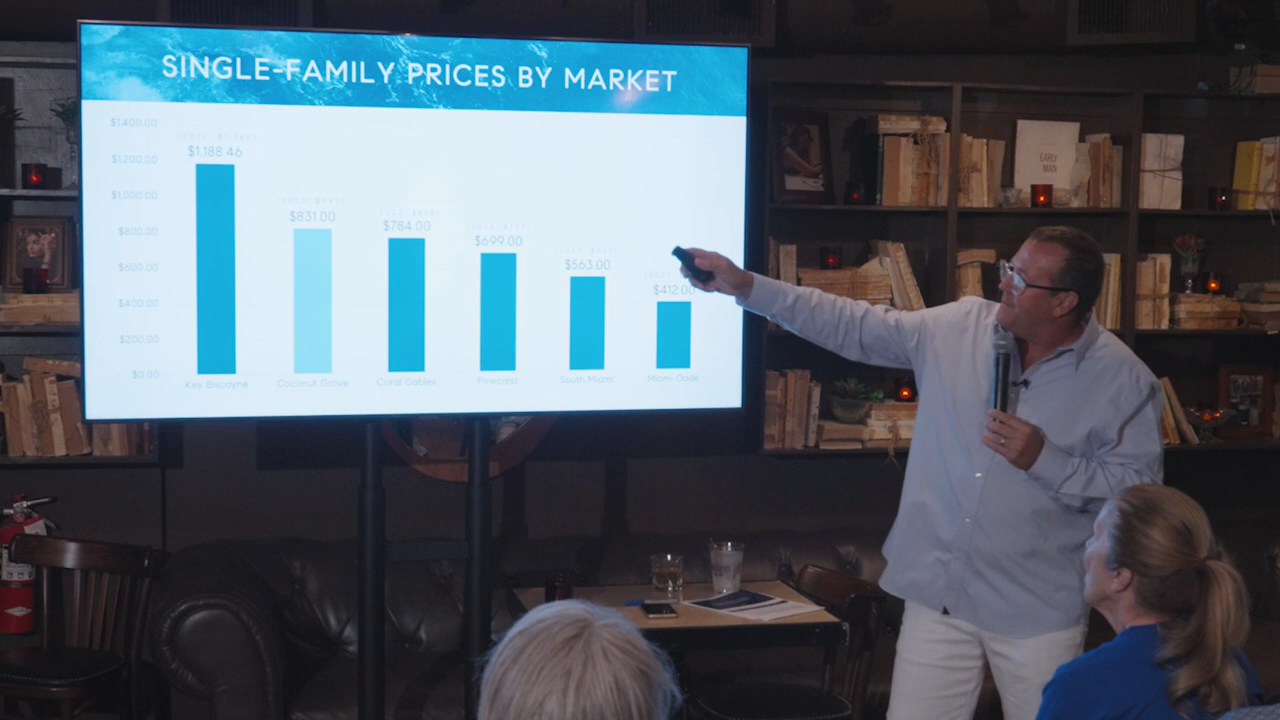 SINGLE-FAMILY PRICES BY MARKET
$1,400.00
$1,200.00
$1,000.00
$800.00
$600.00
$400.00
$200.00
$0.00
$1,188.46
$831.00
$784.00
$699.00
$563.00
$412.00
Key Biscayne
Coconut Grove
Coral Gables
Pinecrest
South Miami
Miami-Dade
EARLY
MAN